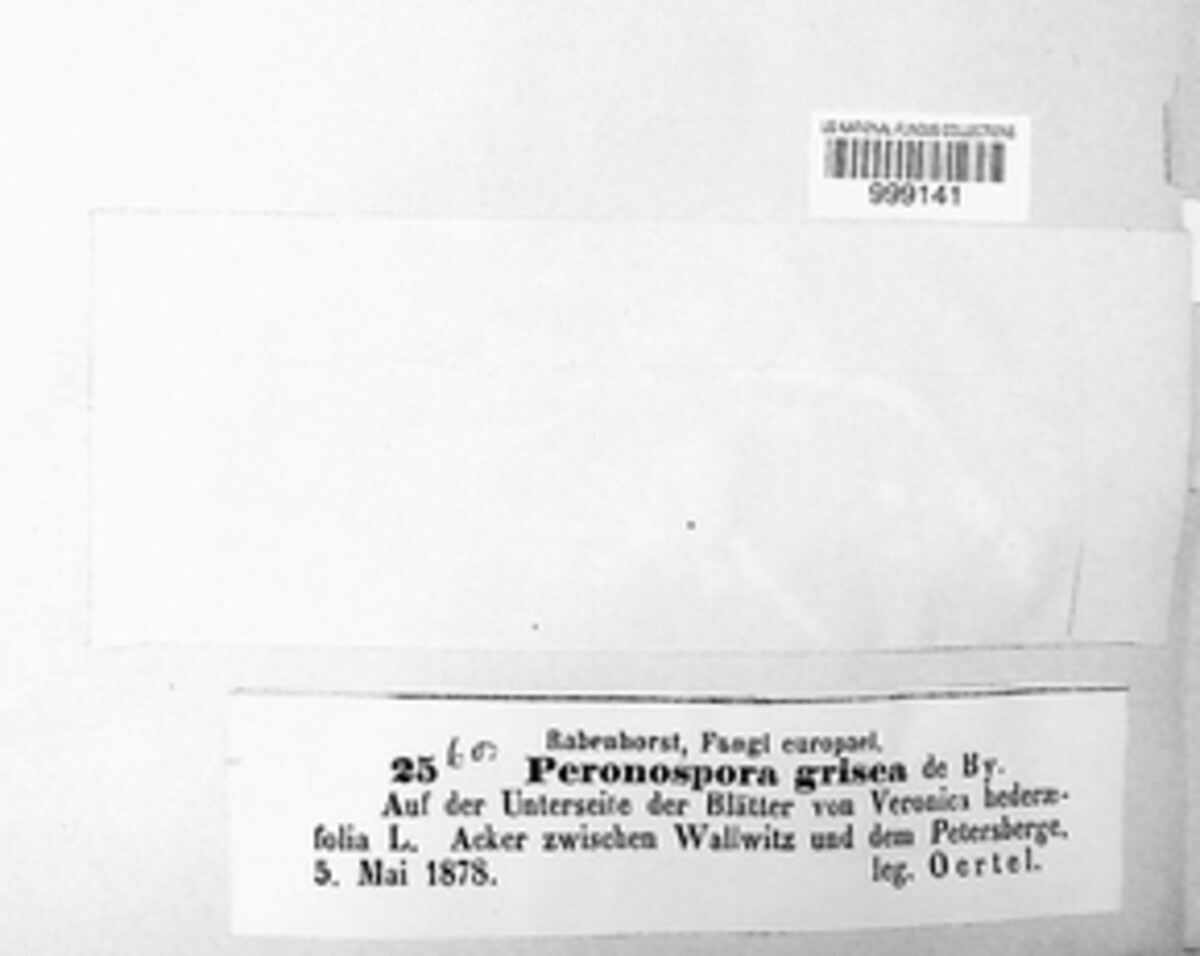 US NATIONAL FUNGUS COLLECTIONS
999141
Rabenhorst, Fungi europaei.
25 Peronospora grisea de By.
Auf der Unterseite der Blätter von Veronica hederæ-
folia L. Acker zwischen Wallwitz und dem Petersberge.
5. Mai 1878. leg. Oertel.